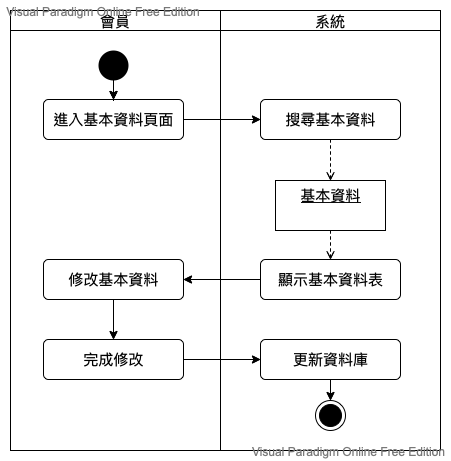 Visual Paradigm Online Free Edition
會員
系統
進入基本資料頁面
搜尋基本資料
基本資料
修改基本資料
顯示基本資料表
完成修改
更新資料庫
Visual Paradigm Online Free Edition